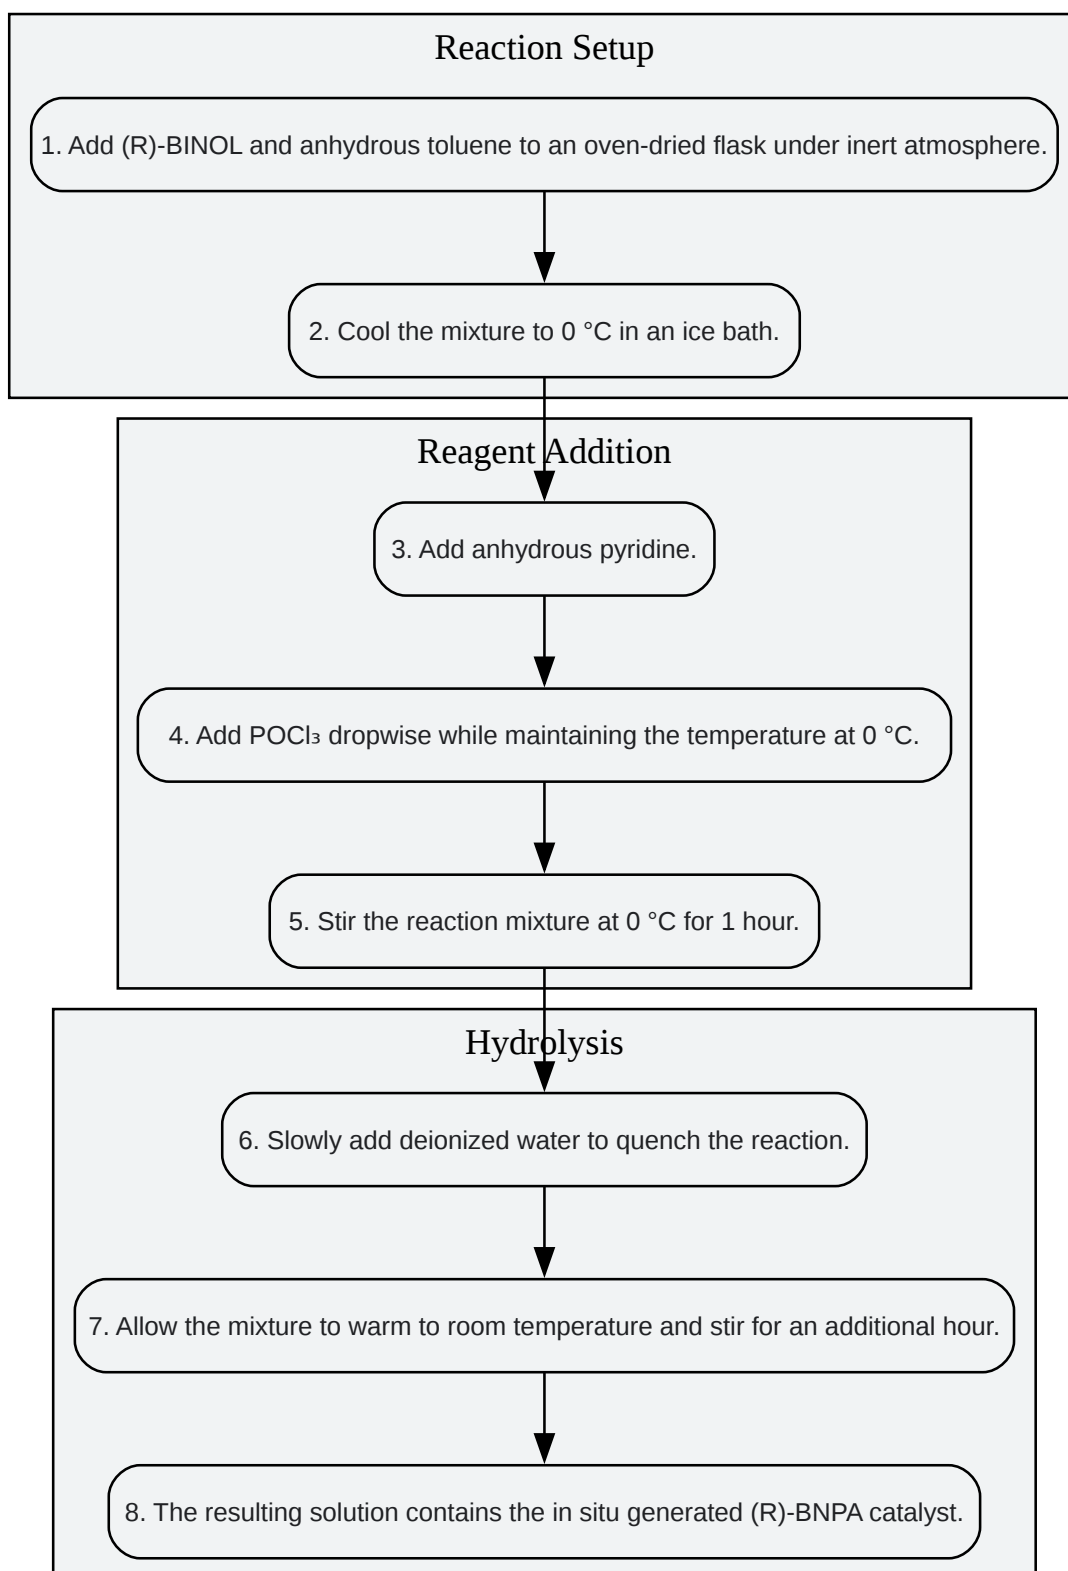 Reaction Setup
1. Add (R)-BINOL and anhydrous toluene to an oven-dried flask under inert atmosphere.
2. Cool the mixture to 0 °C in an ice bath.
Reagent Addition
3. Add anhydrous pyridine.
4. Add POCl₃ dropwise while maintaining the temperature at 0 °C.
5. Stir the reaction mixture at 0 °C for 1 hour.
Hydrolysis
6. Slowly add deionized water to quench the reaction.
7. Allow the mixture to warm to room temperature and stir for an additional hour.
8. The resulting solution contains the in situ generated (R)-BNPA catalyst.